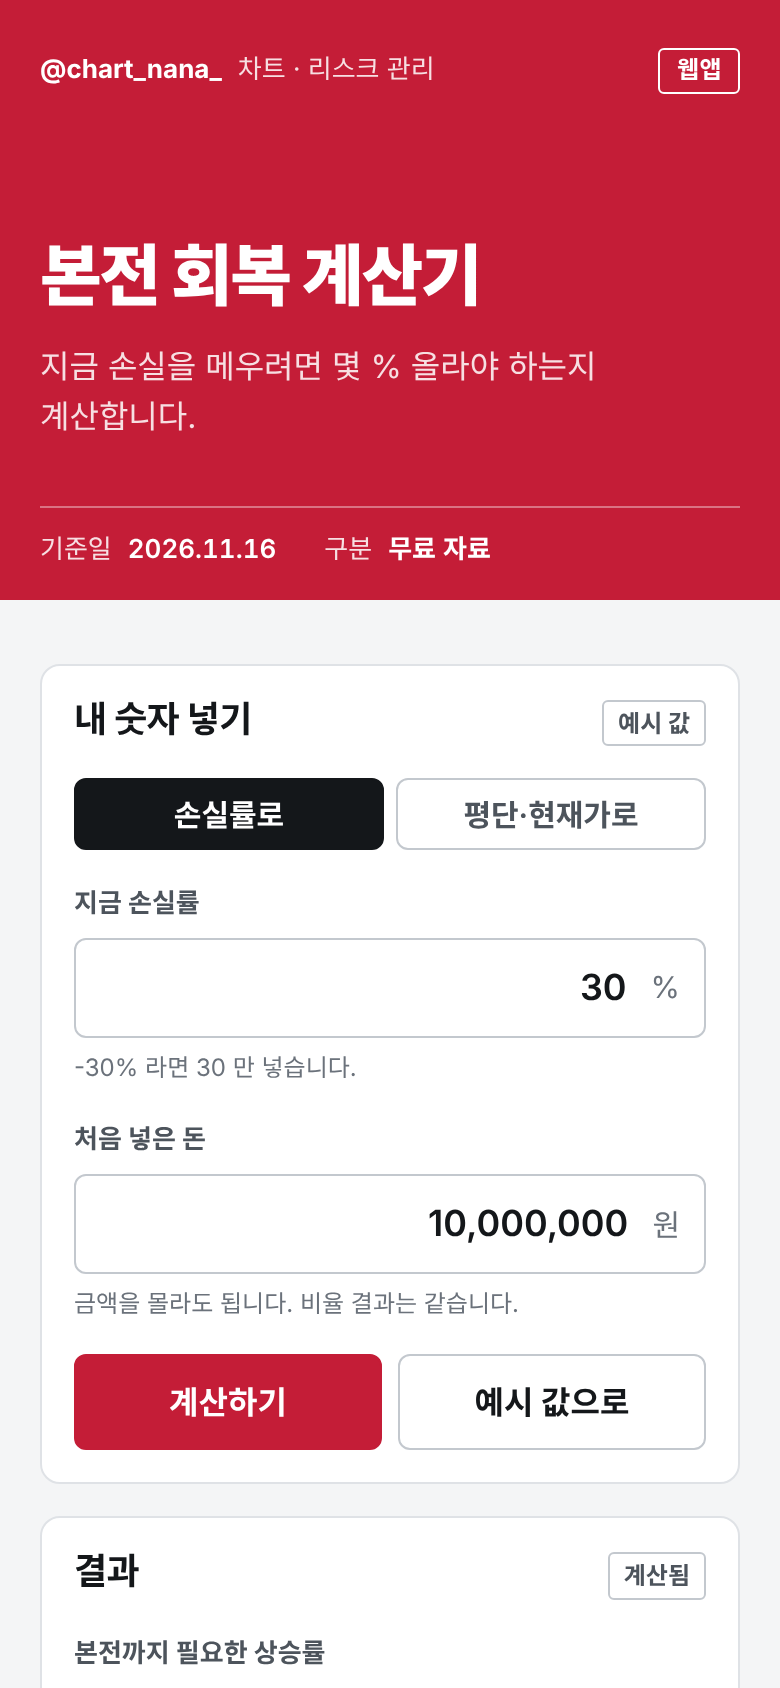 @chart_nana_ 차트 · 리스크 관리
웹앱
본전 회복 계산기
지금 손실을 메우려면 몇 % 올라야 하는지
계산합니다.
기준일 2026.11.16 구분 무료 자료
내 숫자 넣기
예시 값
손실률로
평단·현재가로
지금 손실률
30 %
-30% 라면 30 만 넣습니다.
처음 넣은 돈
10,000,000 원
금액을 몰라도 됩니다. 비율 결과는 같습니다.
계산하기
예시 값으로
결과
계산됨
본전까지 필요한 상승률